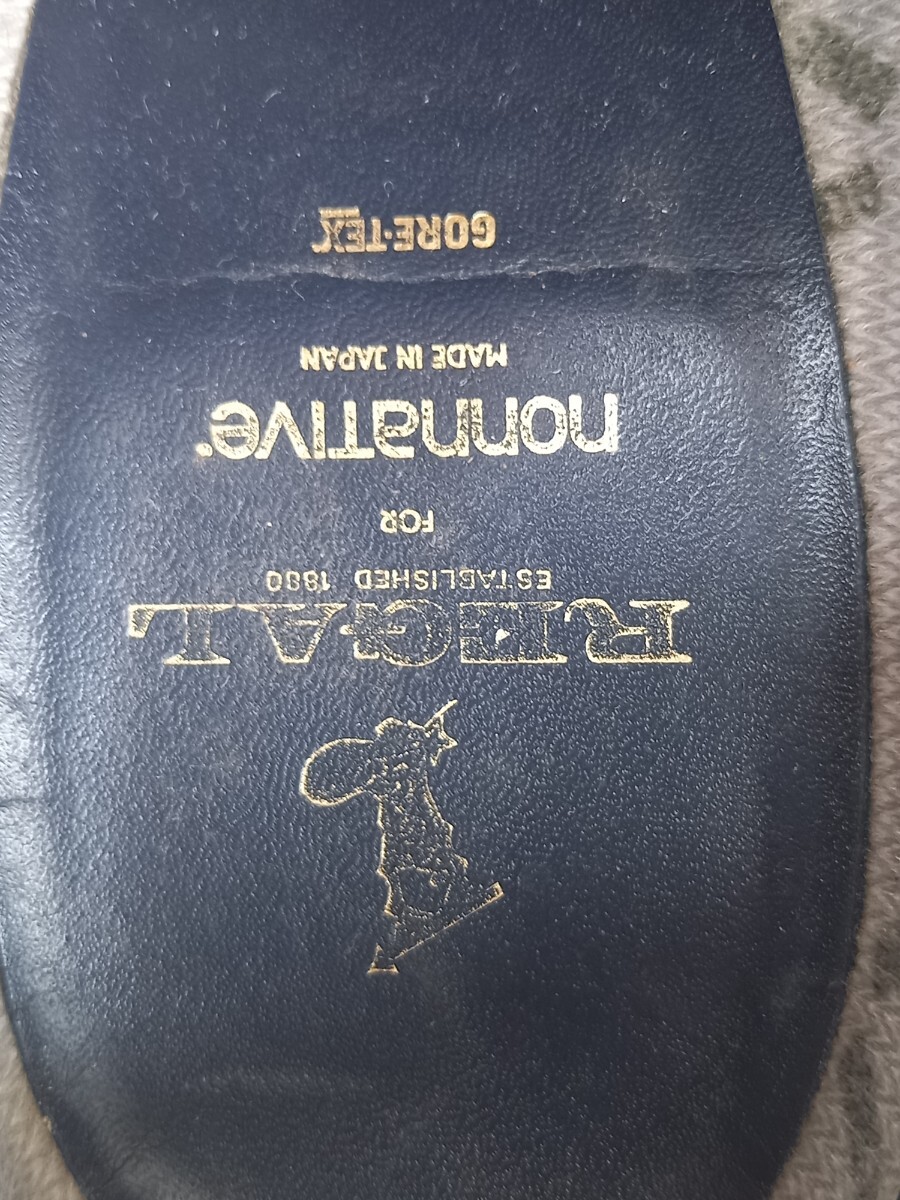 REGAL
ESTABLISHED 1880
FOR
nonnative
MADE IN JAPAN
GORE-TEX